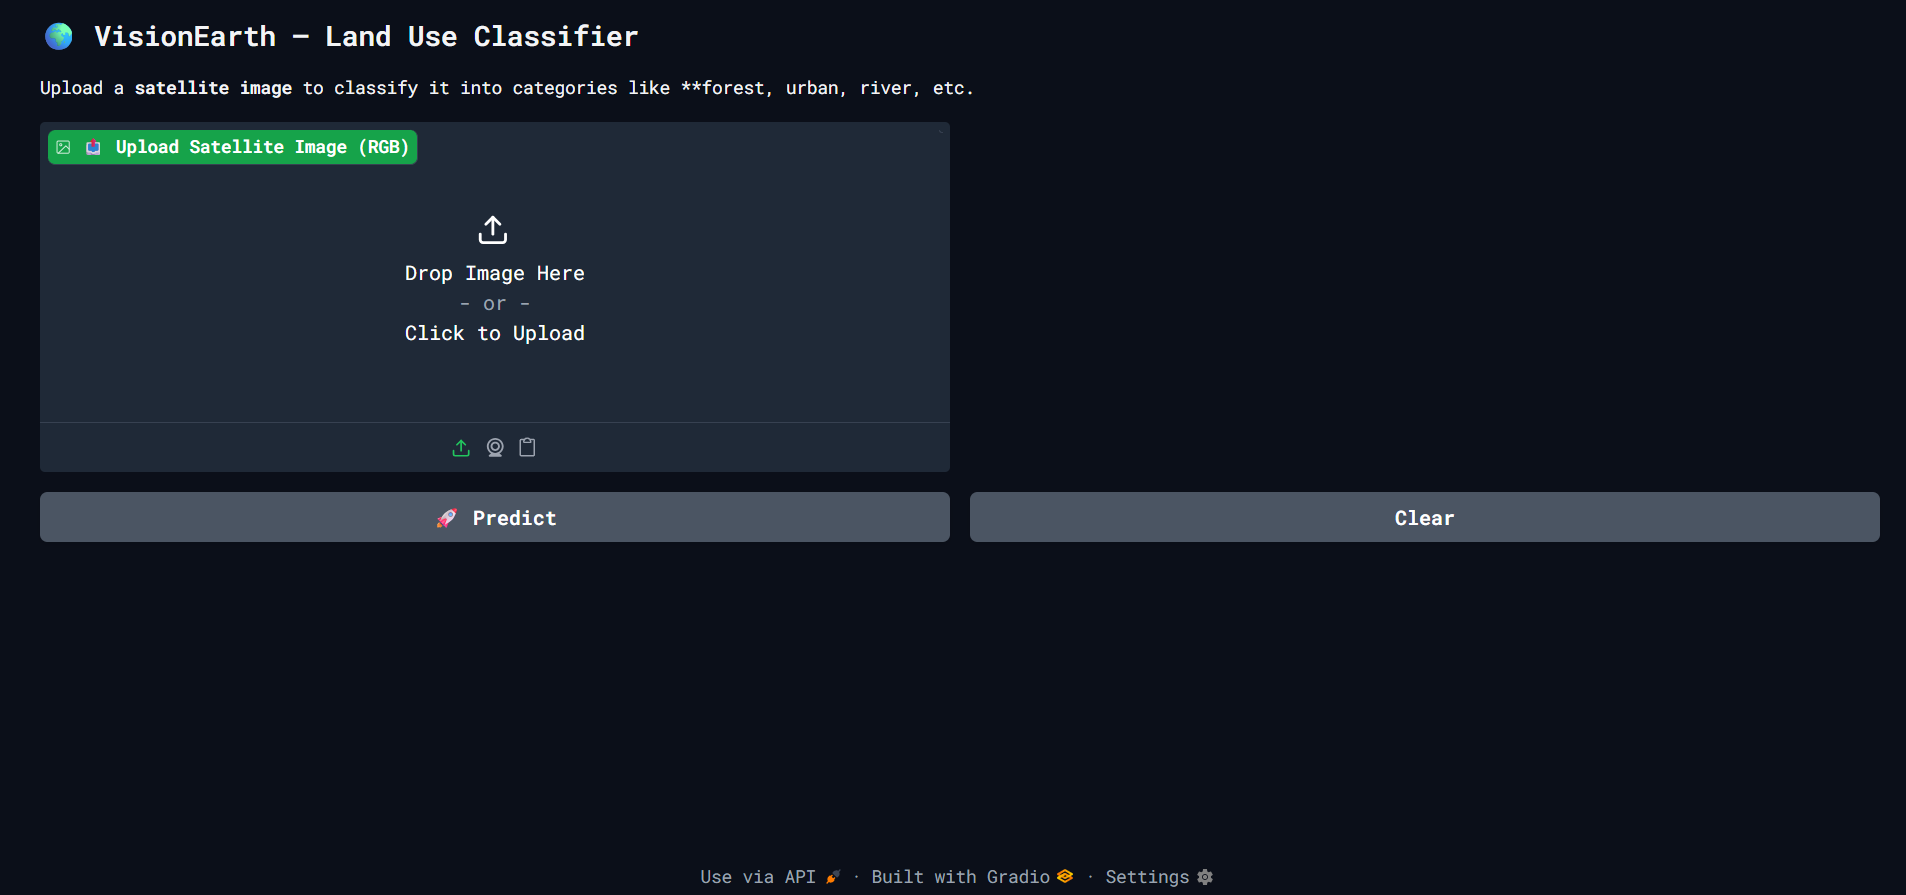 VisionEarth – Land Use Classifier
Upload a satellite image to classify it into categories like **forest, urban, river, etc.
Upload Satellite Image (RGB)
Drop Image Here
- or -
Click to Upload
Predict
Clear
Use via API · Built with Gradio · Settings